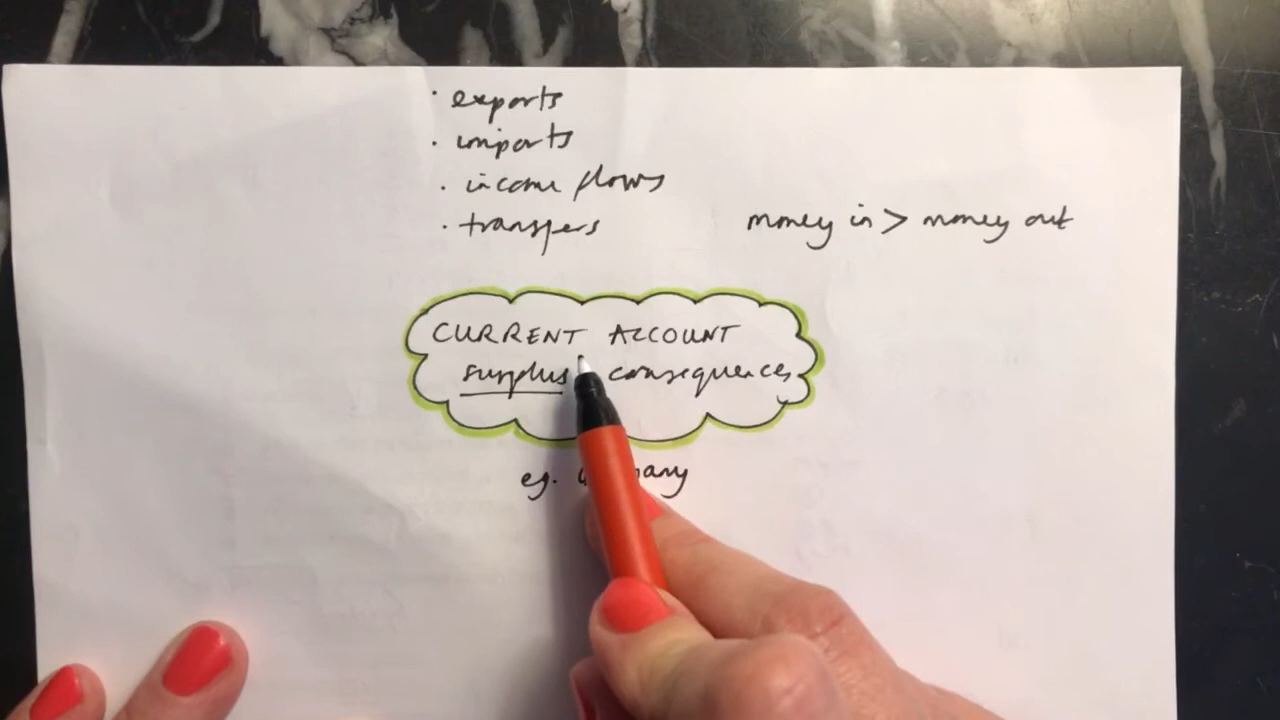 · exports
· imports
· income flows
· transfers
money in > money out
CURRENT ACCOUNT
surplus consequences
eg.